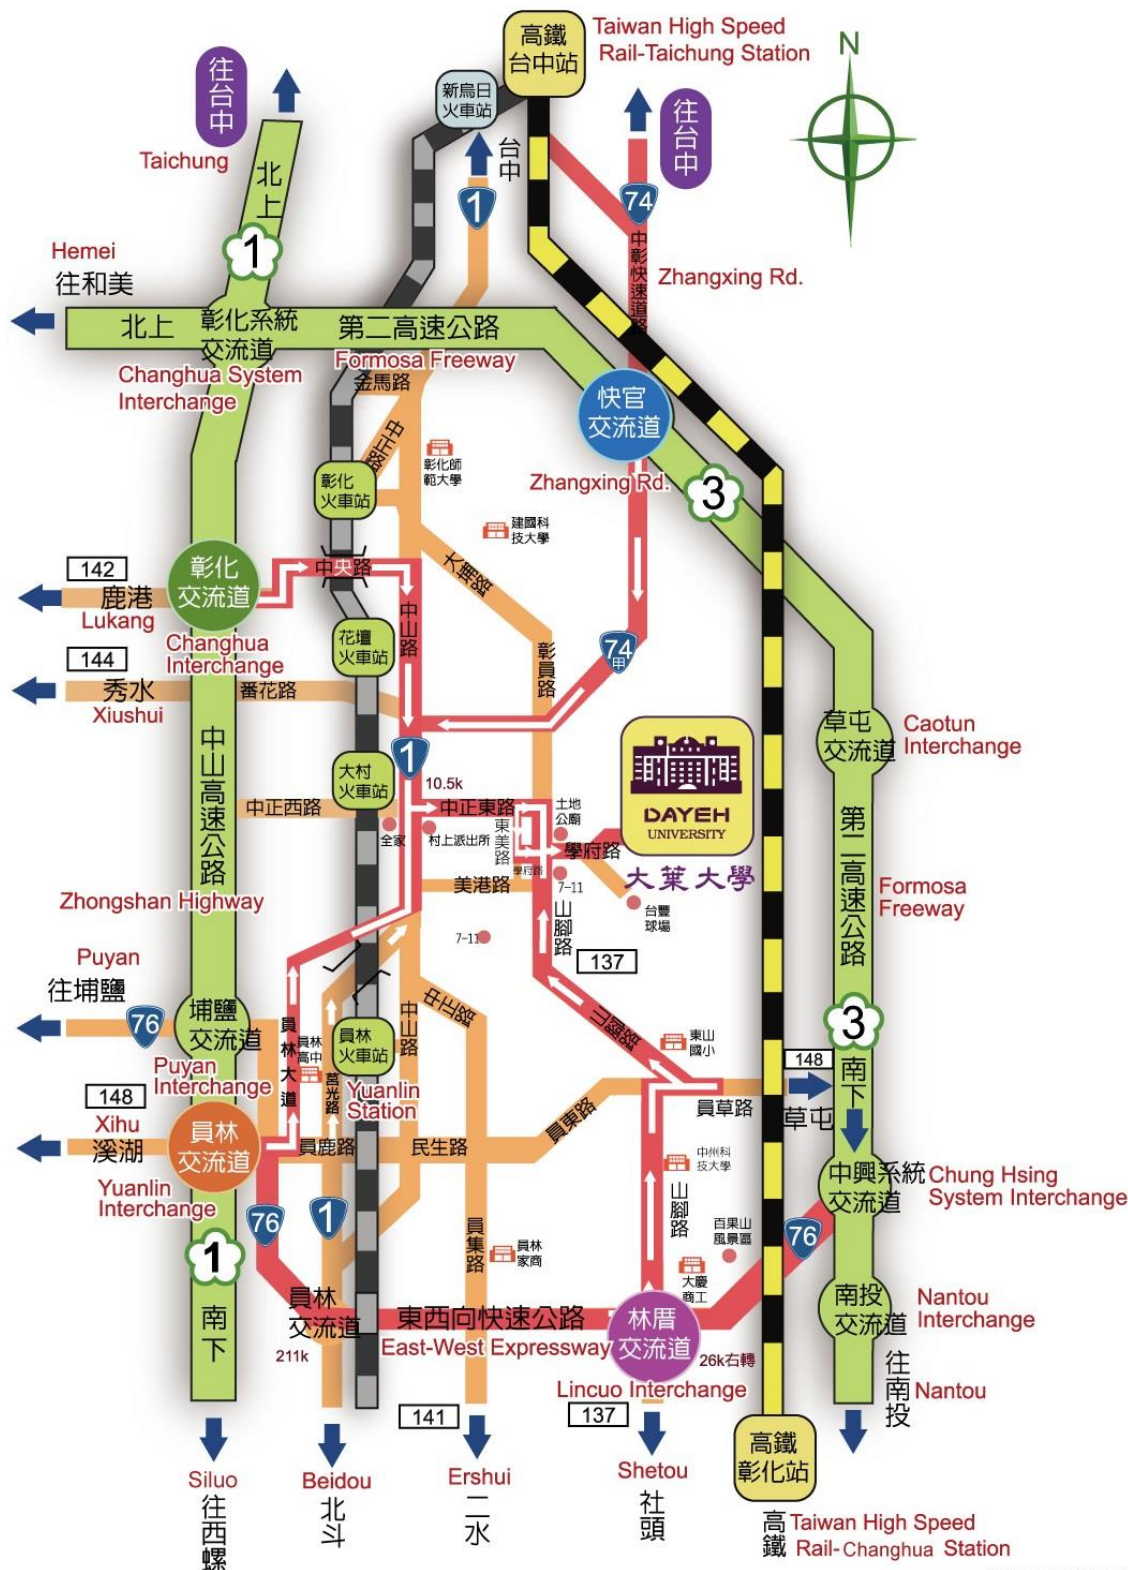 高鐵
台中站
Taiwan High Speed
Rail-Taichung Station
N
往台中
新烏日
火車站
往台中
台中
Taichung
北上
1
74
1
中彰快速道路
Zhangxing Rd.
Hemei
往和美
北上
彰化系統
交流道
第二高速公路
Changhua System
Interchange
Formosa Freeway
金馬路
快官
交流道
中正路
彰化師
範大學
Zhangxing Rd.
3
彰化
火車站
建國科
技大學
大埔路
142
鹿港
Lukang
彰化
交流道
中央路
Changhua
Interchange
中山路
花壇
火車站
74
甲
彰員路
144
秀水
Xiushui
番花路
中山高速公路
1
10.5k
大村
火車站
DAYEH
UNIVERSITY
大葉大學
草屯
交流道
Caotun
Interchange
中正西路
中正東路
土地
公廟
全家
村上派出所
東美路
學府路
學府路
7-11
美港路
台豐
球場
第二高速公路
Formosa
Freeway
Zhongshan Highway
7-11
山腳路
137
Puyan
往埔鹽
76
埔鹽
交流道
Puyan
Interchange
中山路
中正路
山腳路
東山
國小
3
員林大道
員林
高中
莒光路
員林
火車站
Yuanlin
Station
148
南下
148
Xihu
溪湖
員林
交流道
Yuanlin
Interchange
員鹿路
民生路
員東路
員草路
草屯
中州科
技大學
中興系統
交流道
Chung Hsing
System Interchange
76
1
山腳路
百果山
風景區
76
1
員集路
員林
家商
大慶
商工
南下
員林
交流道
211k
東西向快速公路
East-West Expressway
林厝
交流道
26k右轉
Lincuo Interchange
南投
交流道
Nantou
Interchange
往南投
Nantou
141
137
高鐵
彰化站
Siluo
往西螺
Beidou
北斗
Ershui
二水
Shetou
社頭
高鐵
Taiwan High Speed
Rail-Changhua Station